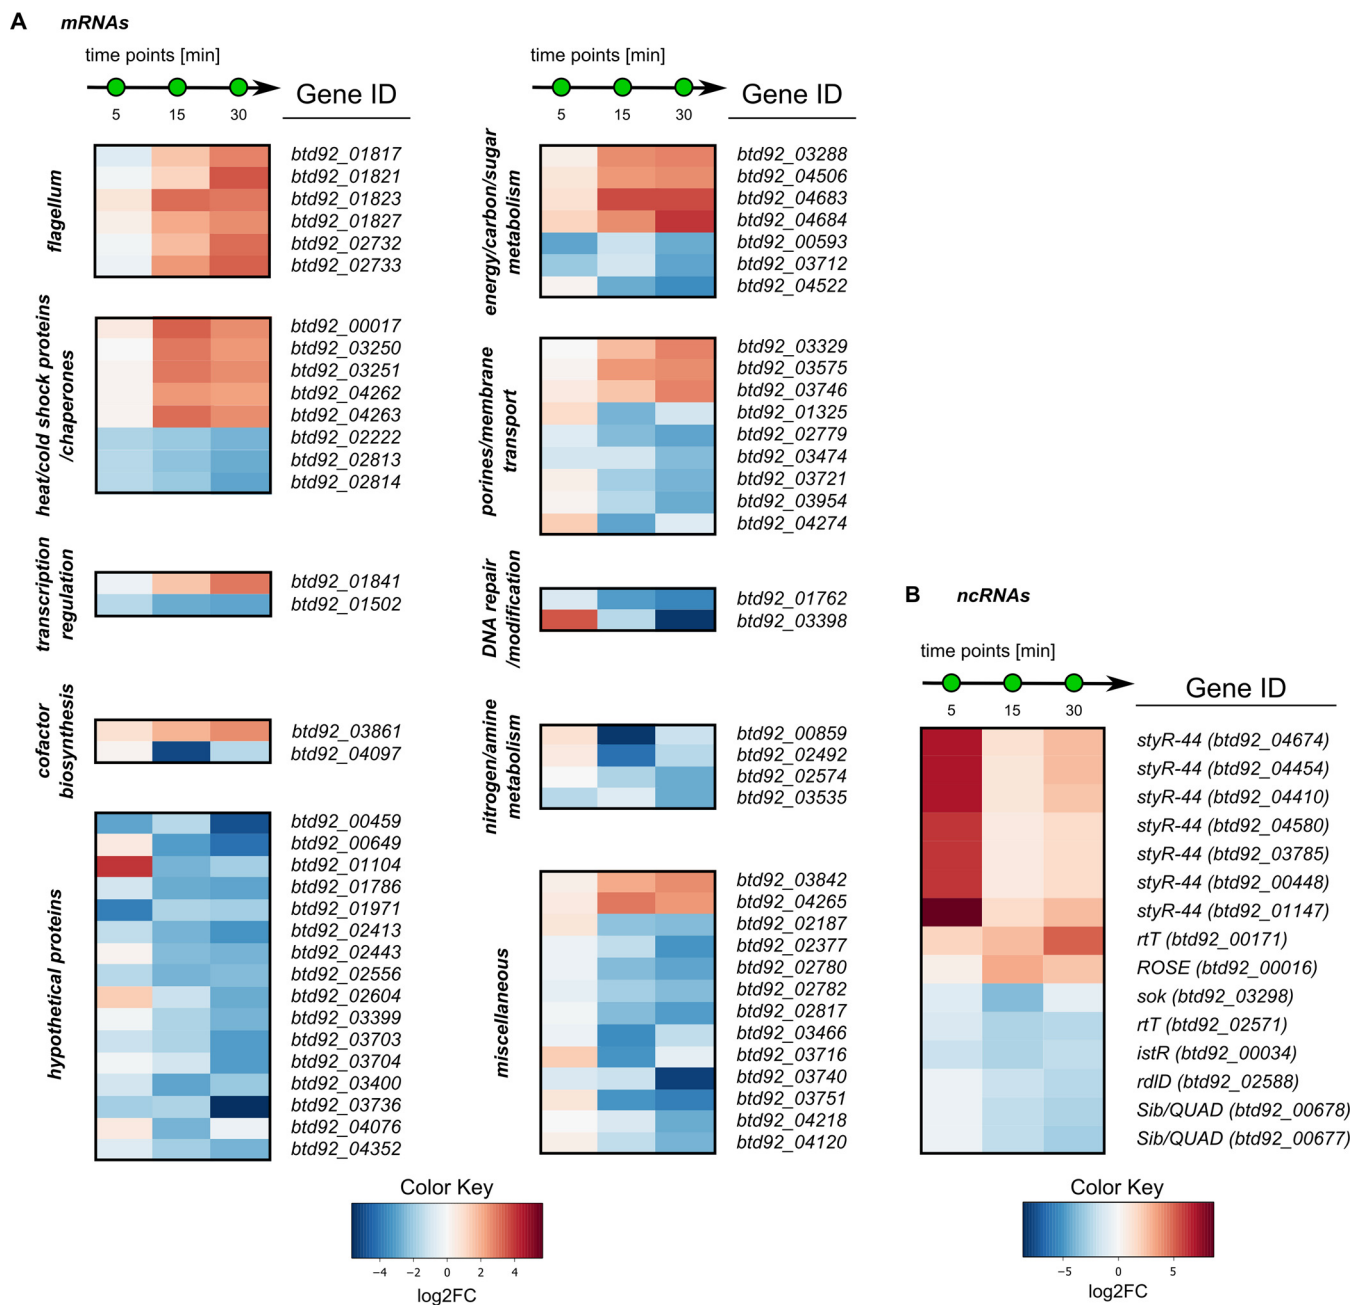 A mRNAs
time points [min]
5 15 30
Gene ID
flagellum
btd92_01817
btd92_01821
btd92_01823
btd92_01827
btd92_02732
btd92_02733
heat/cold shock proteins
/chaperones
btd92_00017
btd92_03250
btd92_03251
btd92_04262
btd92_04263
btd92_02222
btd92_02813
btd92_02814
transcription
regulation
btd92_01841
btd92_01502
cofactor
biosynthesis
btd92_03861
btd92_04097
hypothetical proteins
btd92_00459
btd92_00649
btd92_01104
btd92_01786
btd92_01971
btd92_02413
btd92_02443
btd92_02556
btd92_02604
btd92_03399
btd92_03703
btd92_03704
btd92_03400
btd92_03736
btd92_04076
btd92_04352
time points [min]
5 15 30
Gene ID
energy/carbon/sugar
metabolism
btd92_03288
btd92_04506
btd92_04683
btd92_04684
btd92_00593
btd92_03712
btd92_04522
porines/membrane
transport
btd92_03329
btd92_03575
btd92_03746
btd92_01325
btd92_02779
btd92_03474
btd92_03721
btd92_03954
btd92_04274
DNA repair
/modification
btd92_01762
btd92_03398
nitrogen/amine
metabolism
btd92_00859
btd92_02492
btd92_02574
btd92_03535
miscellaneous
btd92_03842
btd92_04265
btd92_02187
btd92_02377
btd92_02780
btd92_02782
btd92_02817
btd92_03466
btd92_03716
btd92_03740
btd92_03751
btd92_04218
btd92_04120
Color Key
−4 −2 0 2 4
log2FC
B ncRNAs
time points [min]
5 15 30
Gene ID
styR-44 (btd92_04674)
styR-44 (btd92_04454)
styR-44 (btd92_04410)
styR-44 (btd92_04580)
styR-44 (btd92_03785)
styR-44 (btd92_00448)
styR-44 (btd92_01147)
rtT (btd92_00171)
ROSE (btd92_00016)
sok (btd92_03298)
rtT (btd92_02571)
istR (btd92_00034)
rdlD (btd92_02588)
Sib/QUAD (btd92_00678)
Sib/QUAD (btd92_00677)
Color Key
−5 0 5
log2FC